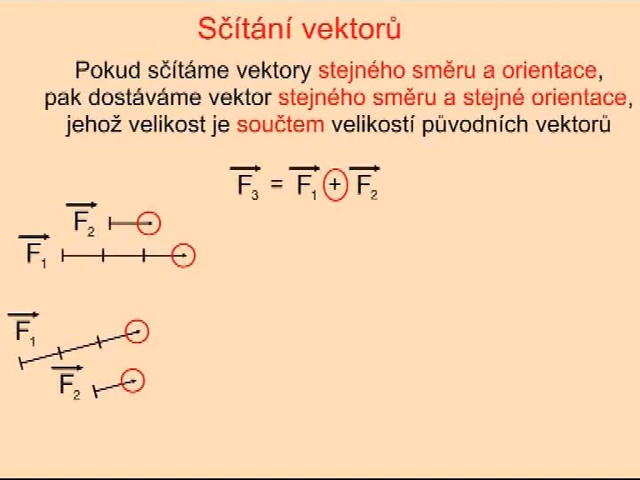 Sčítání vektorů
Pokud sčítáme vektory stejného směru a orientace,
pak dostáváme vektor stejného směru a stejné orientace,
jehož velikost je součtem velikostí původních vektorů
F₃ = F₁ + F₂
F₂
F₁
F₁
F₂